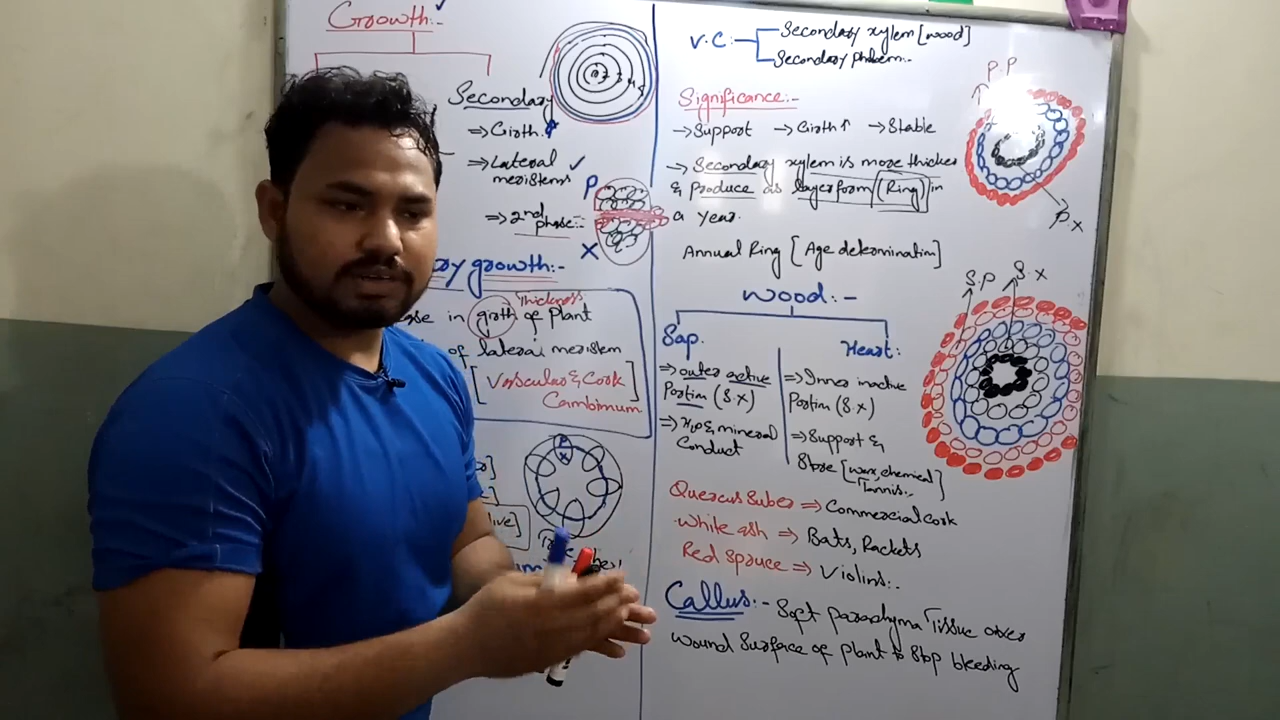 Growth:-
Secondary
⇒ Girth.
⇒ Lateral
meristems
⇒ 2nd phase:-
P
X
ry growth:-
Thickness
in girth of Plant
of lateral meristem
[Vascular & Cork
Cambimum]
P
X
V.C:-
Secondary xylem [wood]
Secondary phloem:-
Significance:-
→ Support → Girth↑ → Stable
→ Secondary xylem is more thicker
& Produce as layer form (Ring) in
a year.
Annual Ring [Age determination]
P.P
P.X
S.P
S.X
Wood:-
Sap.
⇒ outer active
Portion (S.X)
⇒ H2O & mineral
Conduct
Heart:
⇒ Inner inactive
Portion (S.X)
⇒ Support &
Store [wax, chemical
Tannis..]
Quercus Suber ⇒ Commercial Cork
White ash ⇒ Bats, Rackets
Red Spruce ⇒ Violins:-
Callus:- Soft parachyma Tissue over
Wound Surface of plant to Stop bleeding